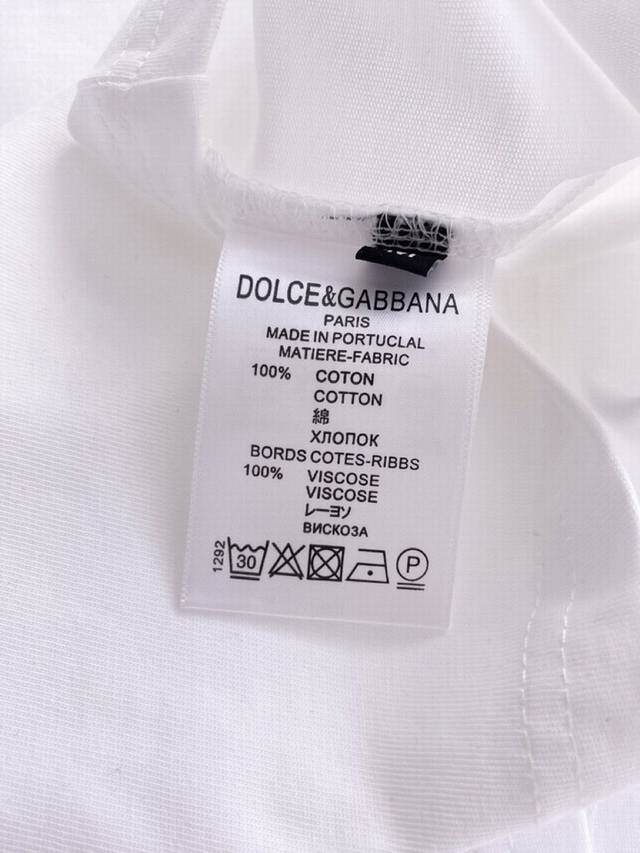 DOLCE&GABBANA
PARIS
MADE IN PORTUCLAL
MATIERE-FABRIC
100% COTON
COTTON
綿
ХЛОПОК
BORDS COTES-RIBBS
100% VISCOSE
VISCOSE
レーヨソ
ВИСКОЗА
1292
30
P